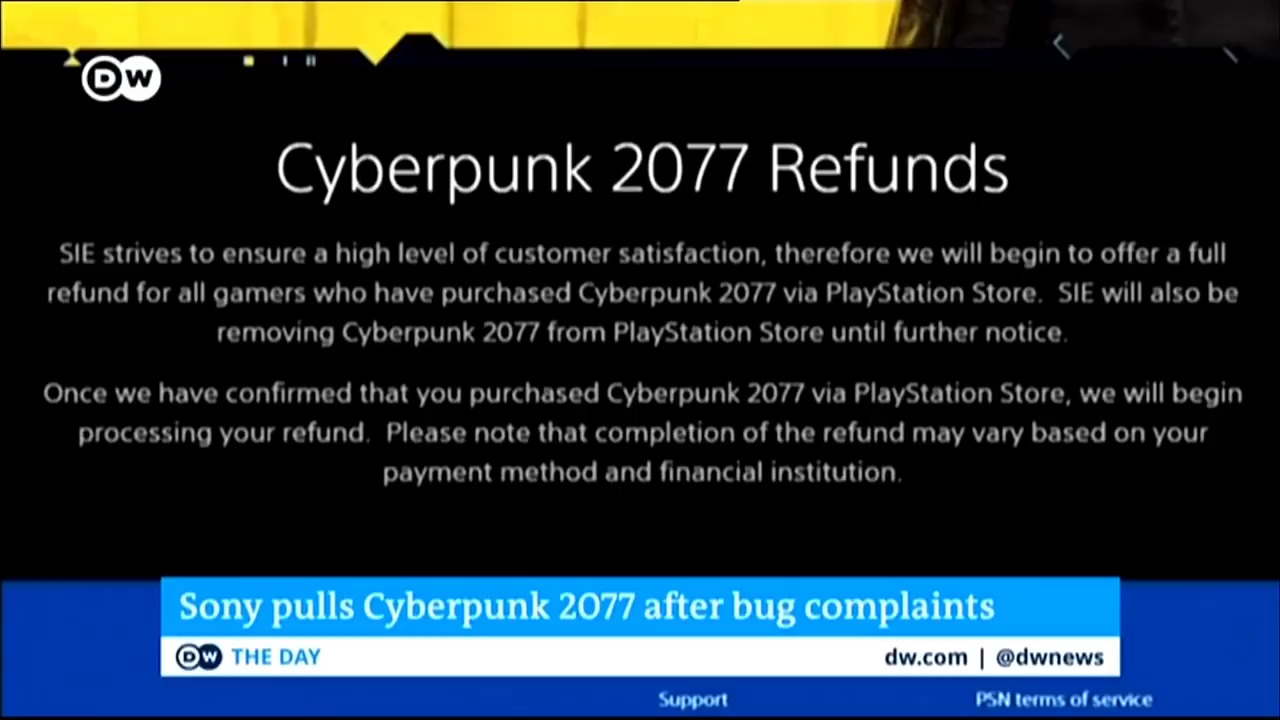 DW
Cyberpunk 2077 Refunds
SIE strives to ensure a high level of customer satisfaction, therefore we will begin to offer a full
refund for all gamers who have purchased Cyberpunk 2077 via PlayStation Store. SIE will also be
removing Cyberpunk 2077 from PlayStation Store until further notice.
Once we have confirmed that you purchased Cyberpunk 2077 via PlayStation Store, we will begin
processing your refund. Please note that completion of the refund may vary based on your
payment method and financial institution.
Sony pulls Cyberpunk 2077 after bug complaints
DW THE DAY dw.com | @dwnews
Support PSN terms of service